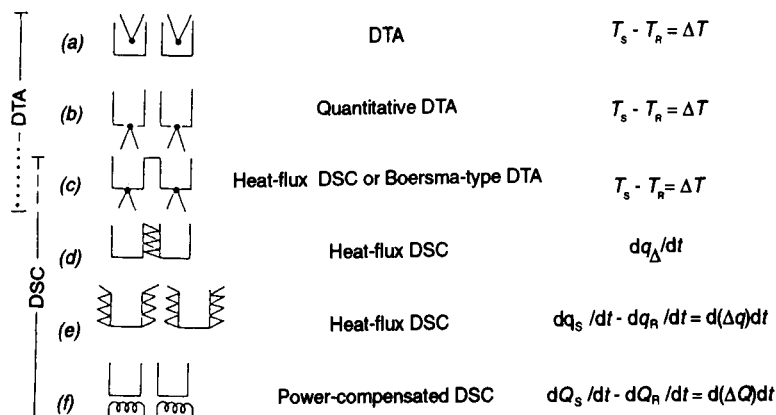 (a) DTA T_S - T_R = ΔT
(b) Quantitative DTA T_S - T_R = ΔT
(c) Heat-flux DSC or Boersma-type DTA T_S - T_R = ΔT
(d) Heat-flux DSC dq_Δ/dt
(e) Heat-flux DSC dq_S /dt - dq_R /dt = d(Δq)dt
(f) Power-compensated DSC dQ_S /dt - dQ_R /dt = d(ΔQ)dt
DTA
DSC